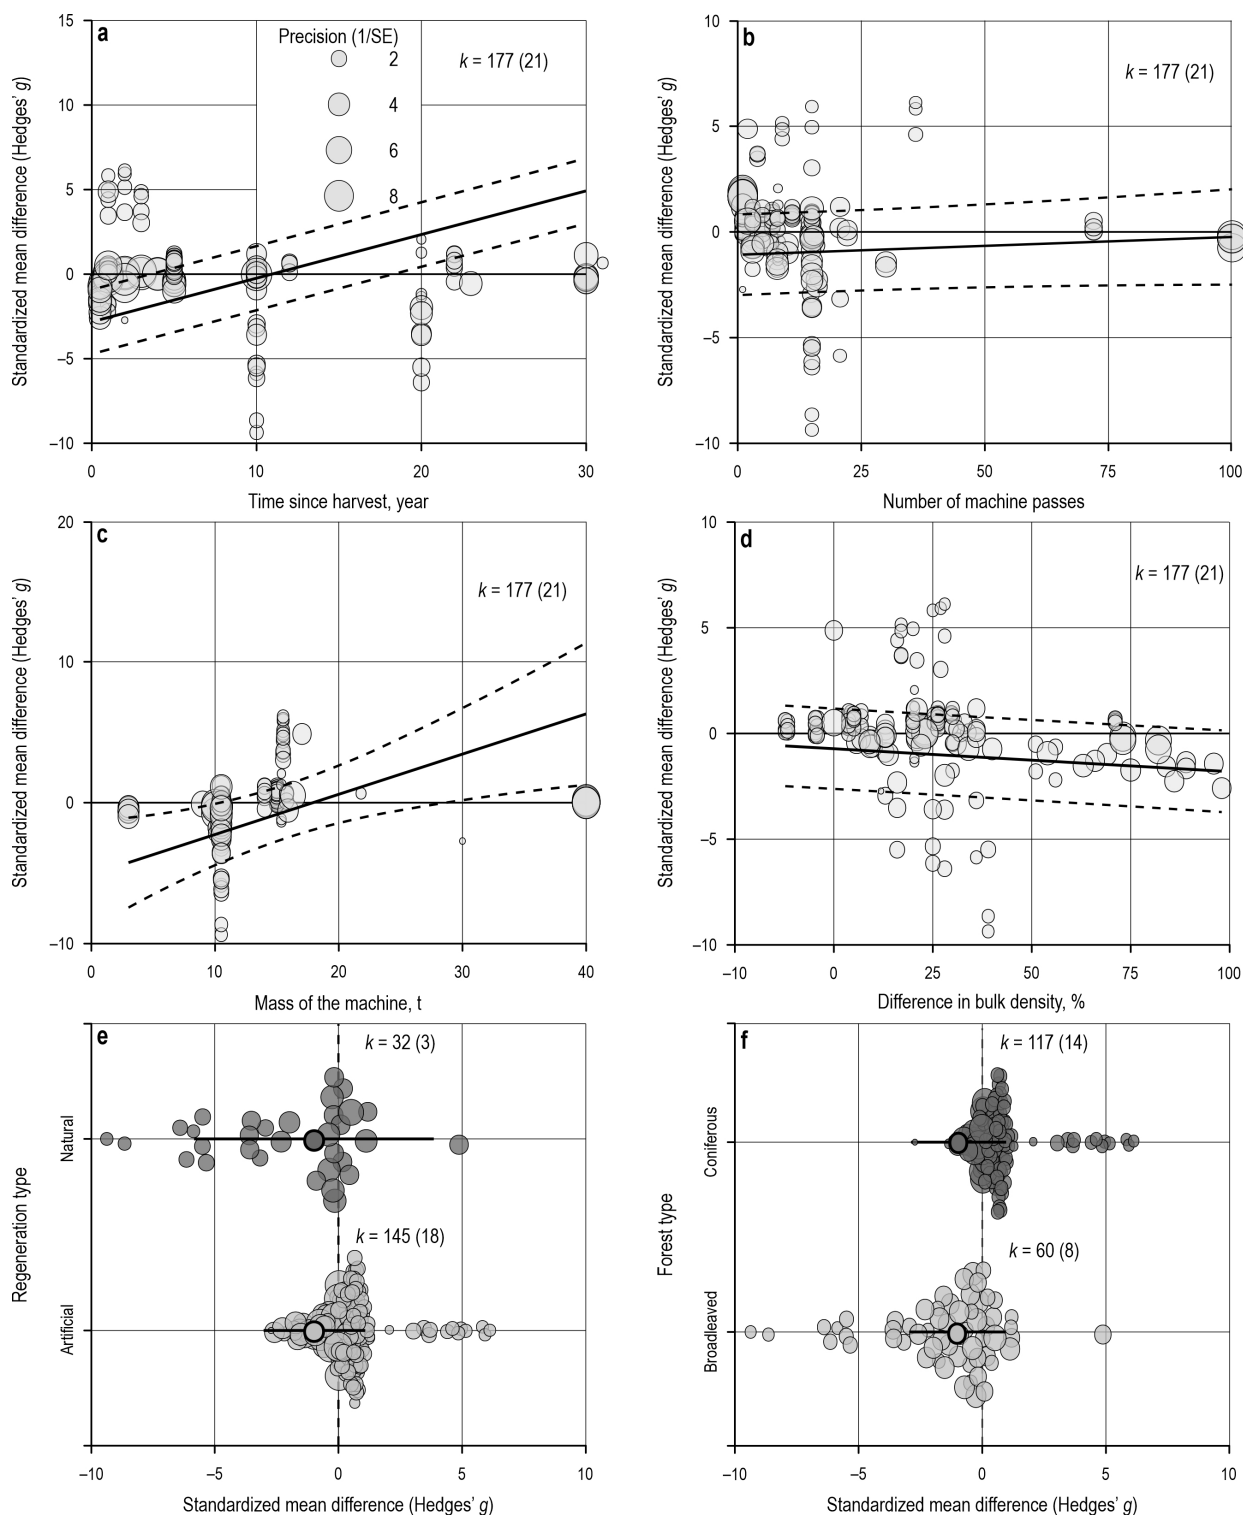 a
Precision (1/SE)
2
4
6
8
k = 177 (21)
15
10
5
0
–5
–10
0
10
20
30
Standardized mean difference (Hedges' g)
Time since harvest, year
b
k = 177 (21)
10
5
0
–5
–10
0
25
50
75
100
Standardized mean difference (Hedges' g)
Number of machine passes
c
k = 177 (21)
20
10
0
–10
0
10
20
30
40
Standardized mean difference (Hedges' g)
Mass of the machine, t
d
k = 177 (21)
10
5
0
–5
–10
–10
0
25
50
75
100
Standardized mean difference (Hedges' g)
Difference in bulk density, %
e
k = 32 (3)
Natural
k = 145 (18)
Artificial
Regeneration type
–10
–5
0
5
10
Standardized mean difference (Hedges' g)
f
k = 117 (14)
Coniferous
k = 60 (8)
Broadleaved
Forest type
–10
–5
0
5
10
Standardized mean difference (Hedges' g)